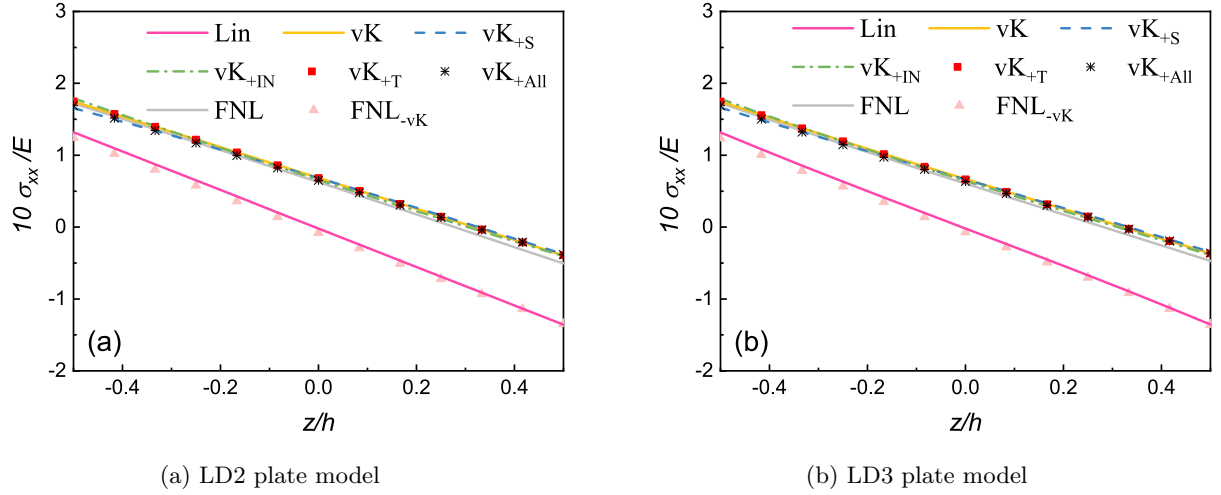 3
2
1
0
-1
-2
10 σxx/E
Lin
vK
vK+S
vK+IN
vK+T
vK+All
FNL
FNL-vK
(a)
-0.4
-0.2
0.0
0.2
0.4
z/h
(a) LD2 plate model
3
2
1
0
-1
-2
10 σxx/E
Lin
vK
vK+S
vK+IN
vK+T
vK+All
FNL
FNL-vK
(b)
-0.4
-0.2
0.0
0.2
0.4
z/h
(b) LD3 plate model